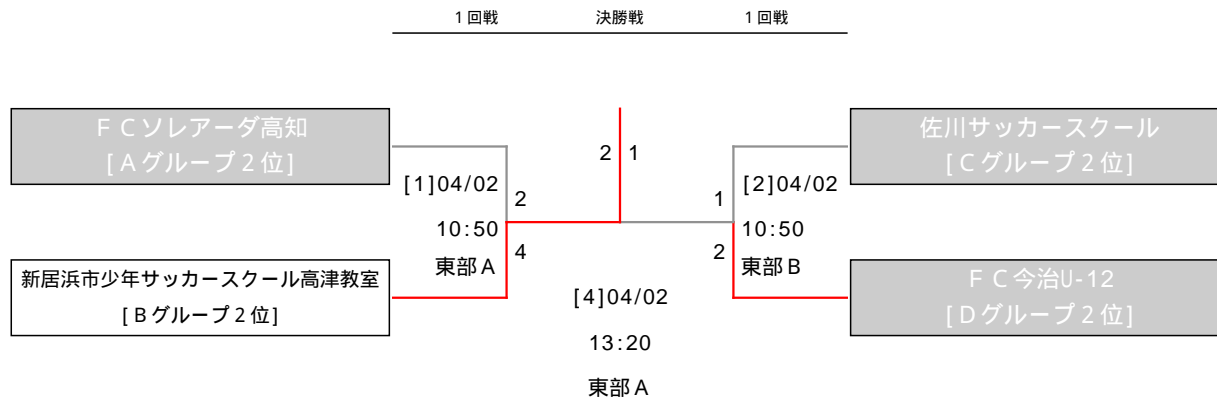 1回戦 決勝戦 1回戦
ＦＣソレアーダ高知
[Ａグループ２位]
佐川サッカースクール
[Ｃグループ２位]
2 1
[1]04/02
2
1
[2]04/02
10:50
10:50
東部Ａ
4
2
東部Ｂ
新居浜市少年サッカースクール高津教室
[Ｂグループ２位]
ＦＣ今治U-12
[Ｄグループ２位]
[4]04/02
13:20
東部Ａ